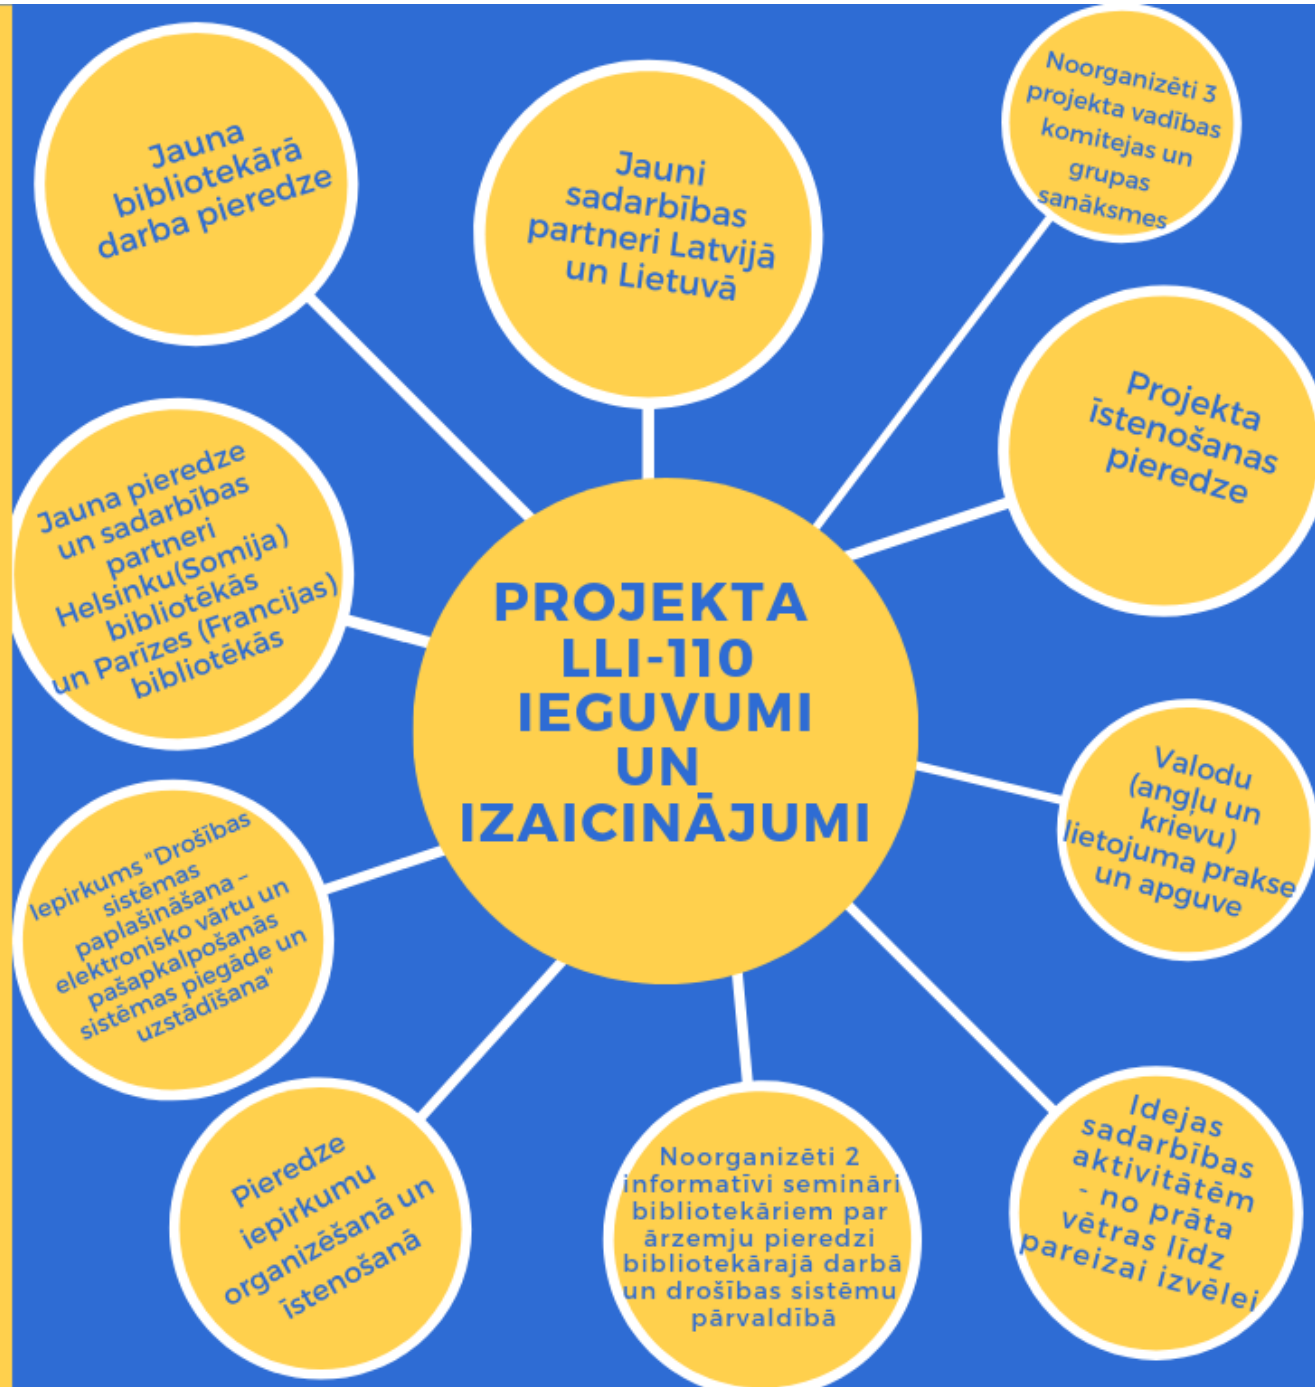 Jauna
bibliotekārā
darba pieredze
Jauni
sadarbības
partneri Latvijā
un Lietuvā
Noorganizēti 3
projekta vadības
komitejas un
grupas
sanāksmes
Projekta
īstenošanas
pieredze
Jauna pieredze
un sadarbības
partneri
Helsinku(Somija)
bibliotēkās
un Parīzes (Francijas)
bibliotēkās
PROJEKTA
LLI-110
IEGUVUMI
UN
IZAICINĀJUMI
Valodu
(angļu un
krievu)
lietojuma prakse
un apguve
Iepirkums "Drošības
sistēmas
paplašināšana –
elektronisko vārtu un
pašapkalpošanās
sistēmas piegāde un
uzstādīšana"
Pieredze
iepirkumu
organizēšanā un
īstenošanā
Noorganizēti 2
informatīvi semināri
bibliotekāriem par
ārzemju pieredzi
bibliotekārajā darbā
un drošības sistēmu
pārvaldībā
Idejas
sadarbības
aktivitātēm
- no prāta
vētras līdz
pareizai izvēlei